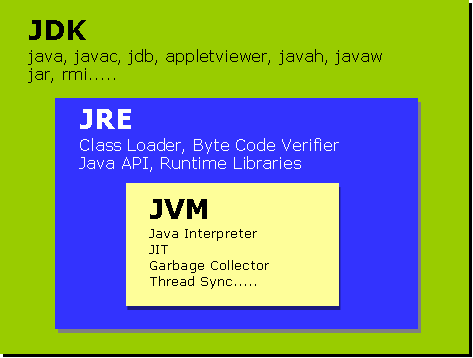 JDK
java, javac, jdb, appletviewer, javah, javaw
jar, rmi.....
JRE
Class Loader, Byte Code Verifier
Java API, Runtime Libraries
JVM
Java Interpreter
JIT
Garbage Collector
Thread Sync.....